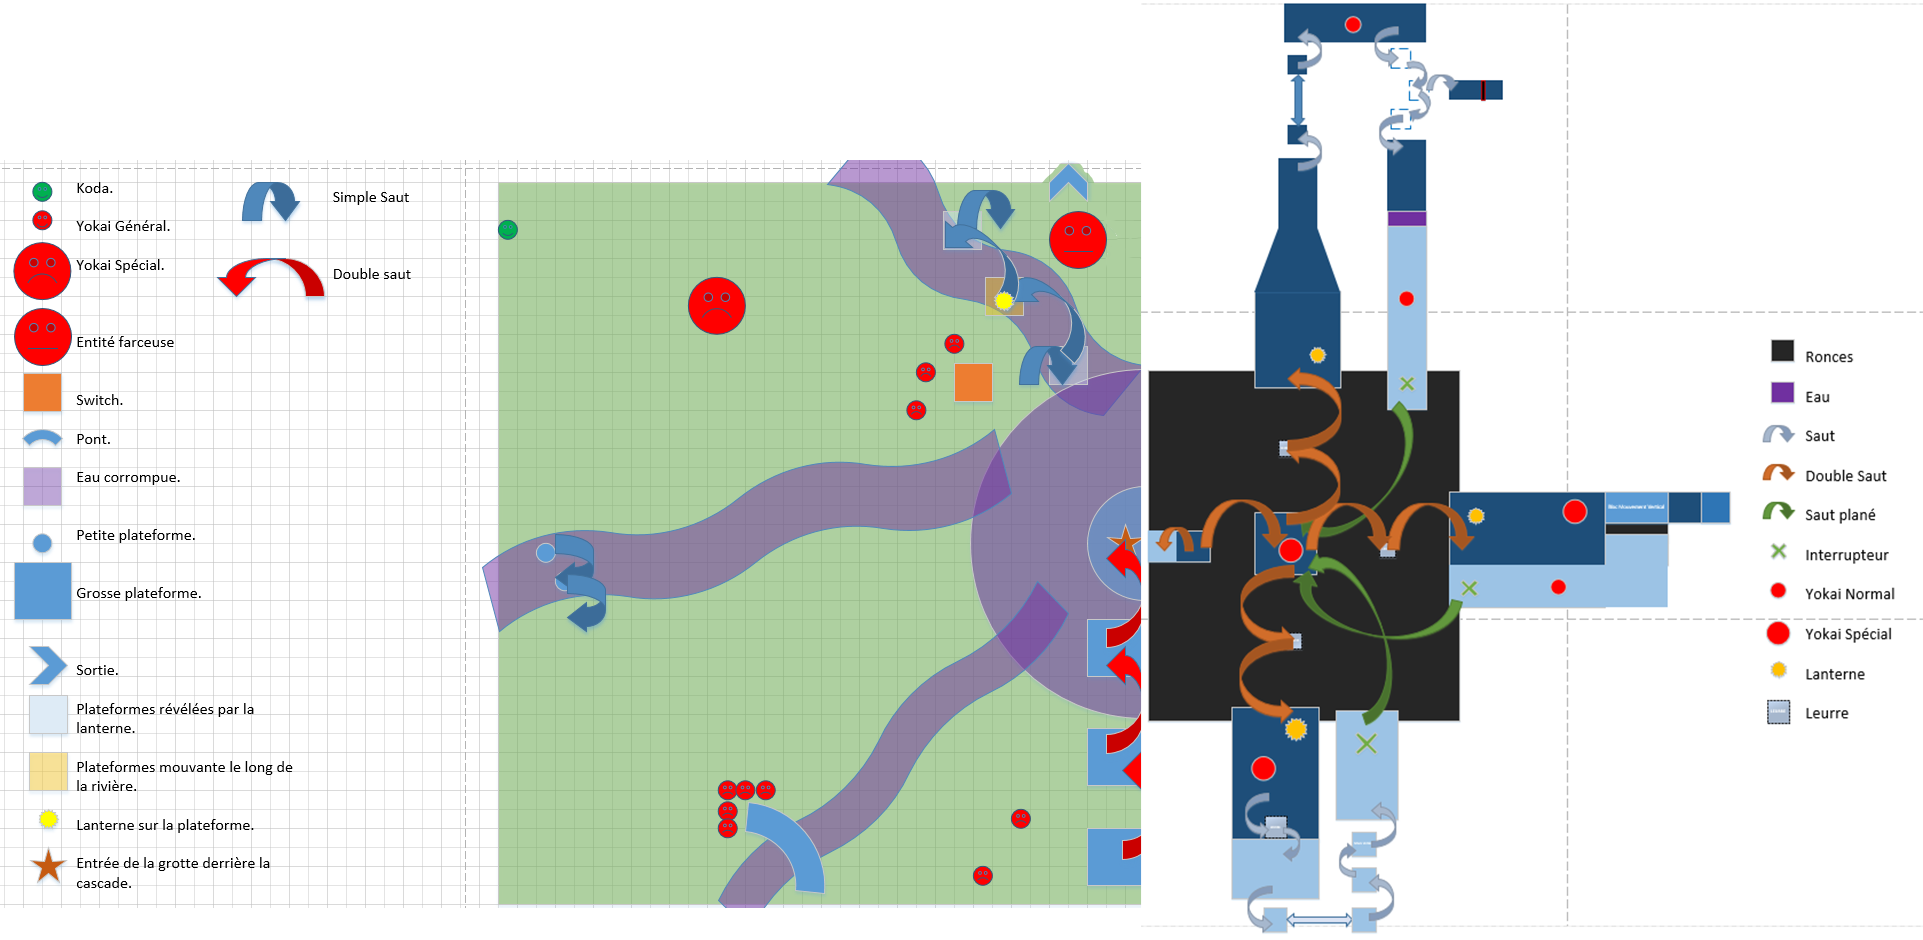 Koda.
Yokai Général.
Yokai Spécial.
Entité farceuse
Switch.
Pont.
Eau corrompue.
Petite plateforme.
Grosse plateforme.
Sortie.
Plateformes révélées par la
lanterne.
Plateformes mouvante le long de
la rivière.
Lanterne sur la plateforme.
Entrée de la grotte derrière la
cascade.
Simple Saut
Double saut
Bloc Mouvement Vertical
Ronces
Eau
Saut
Double Saut
Saut plané
Interrupteur
Yokai Normal
Yokai Spécial
Lanterne
Leurre